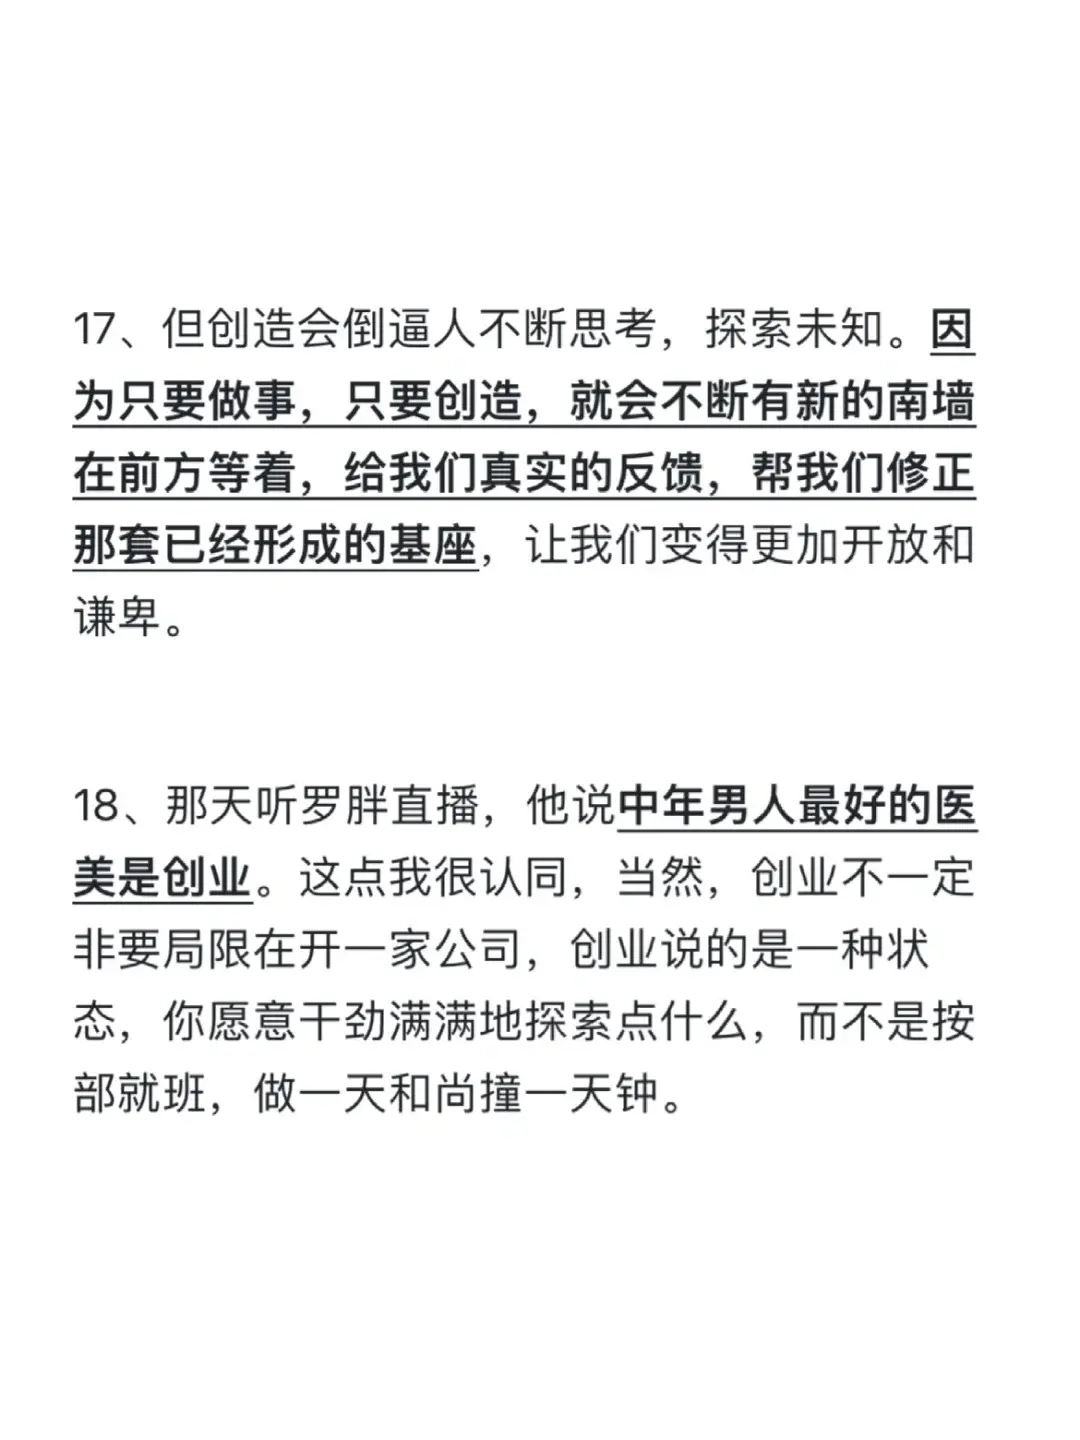 17、但创造会倒逼人不断思考，探索未知。因
为只要做事，只要创造，就会不断有新的南墙
在前方等着，给我们真实的反馈，帮我们修正
那套已经形成的基座，让我们变得更加开放和
谦卑。
18、那天听罗胖直播，他说中年男人最好的医
美是创业。这点我很认同，当然，创业不一定
非要局限在开一家公司，创业说的是一种状
态，你愿意干劲满满地探索点什么，而不是按
部就班，做一天和尚撞一天钟。